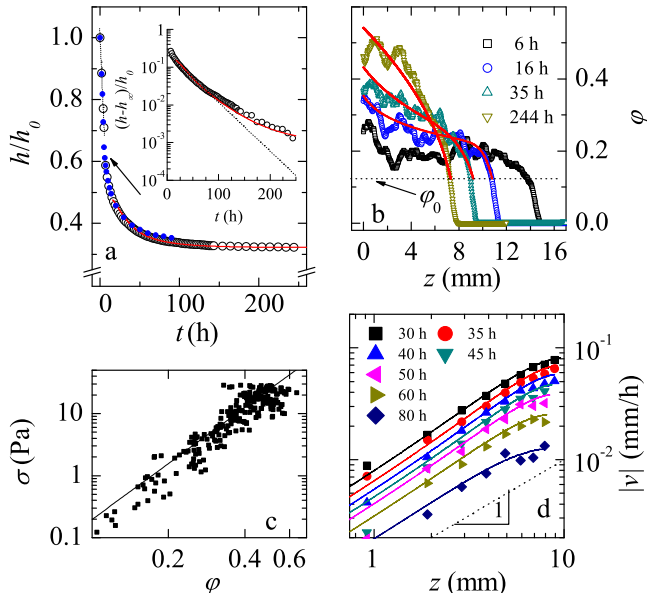 a
h/h0
1.0
0.8
0.6
0.4
0 100 200
t (h)
(h-h∞)/h0
1
10-1
10-2
10-3
10-4
0 100 200
t (h)
b
6 h
16 h
35 h
244 h
φ0
φ
0.4
0.2
0.0
0 4 8 12 16
z (mm)
σ (Pa)
10
1
0.1
0.2 0.4 0.6
φ
c
30 h 35 h
40 h 45 h
50 h
60 h
80 h
|v| (mm/h)
10-1
10-2
1
d
1 10
z (mm)